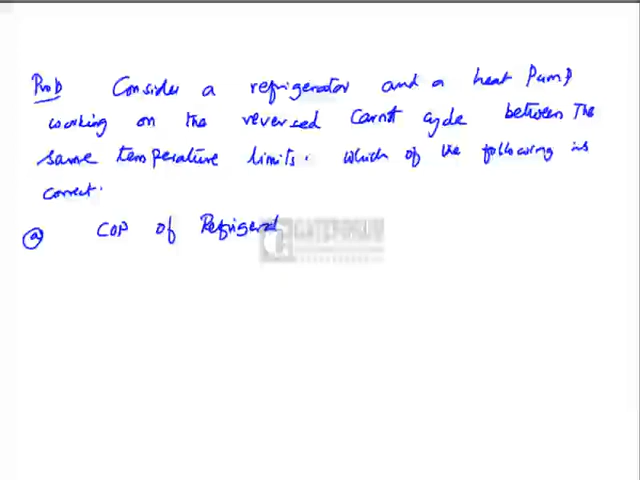 Prob Consider a refrigerator and a heat Pump
working on the reversed Carnot cycle between the
same temperature limits. which of the following is
correct.
(a) COP of Refrigerat
GATEFORUM